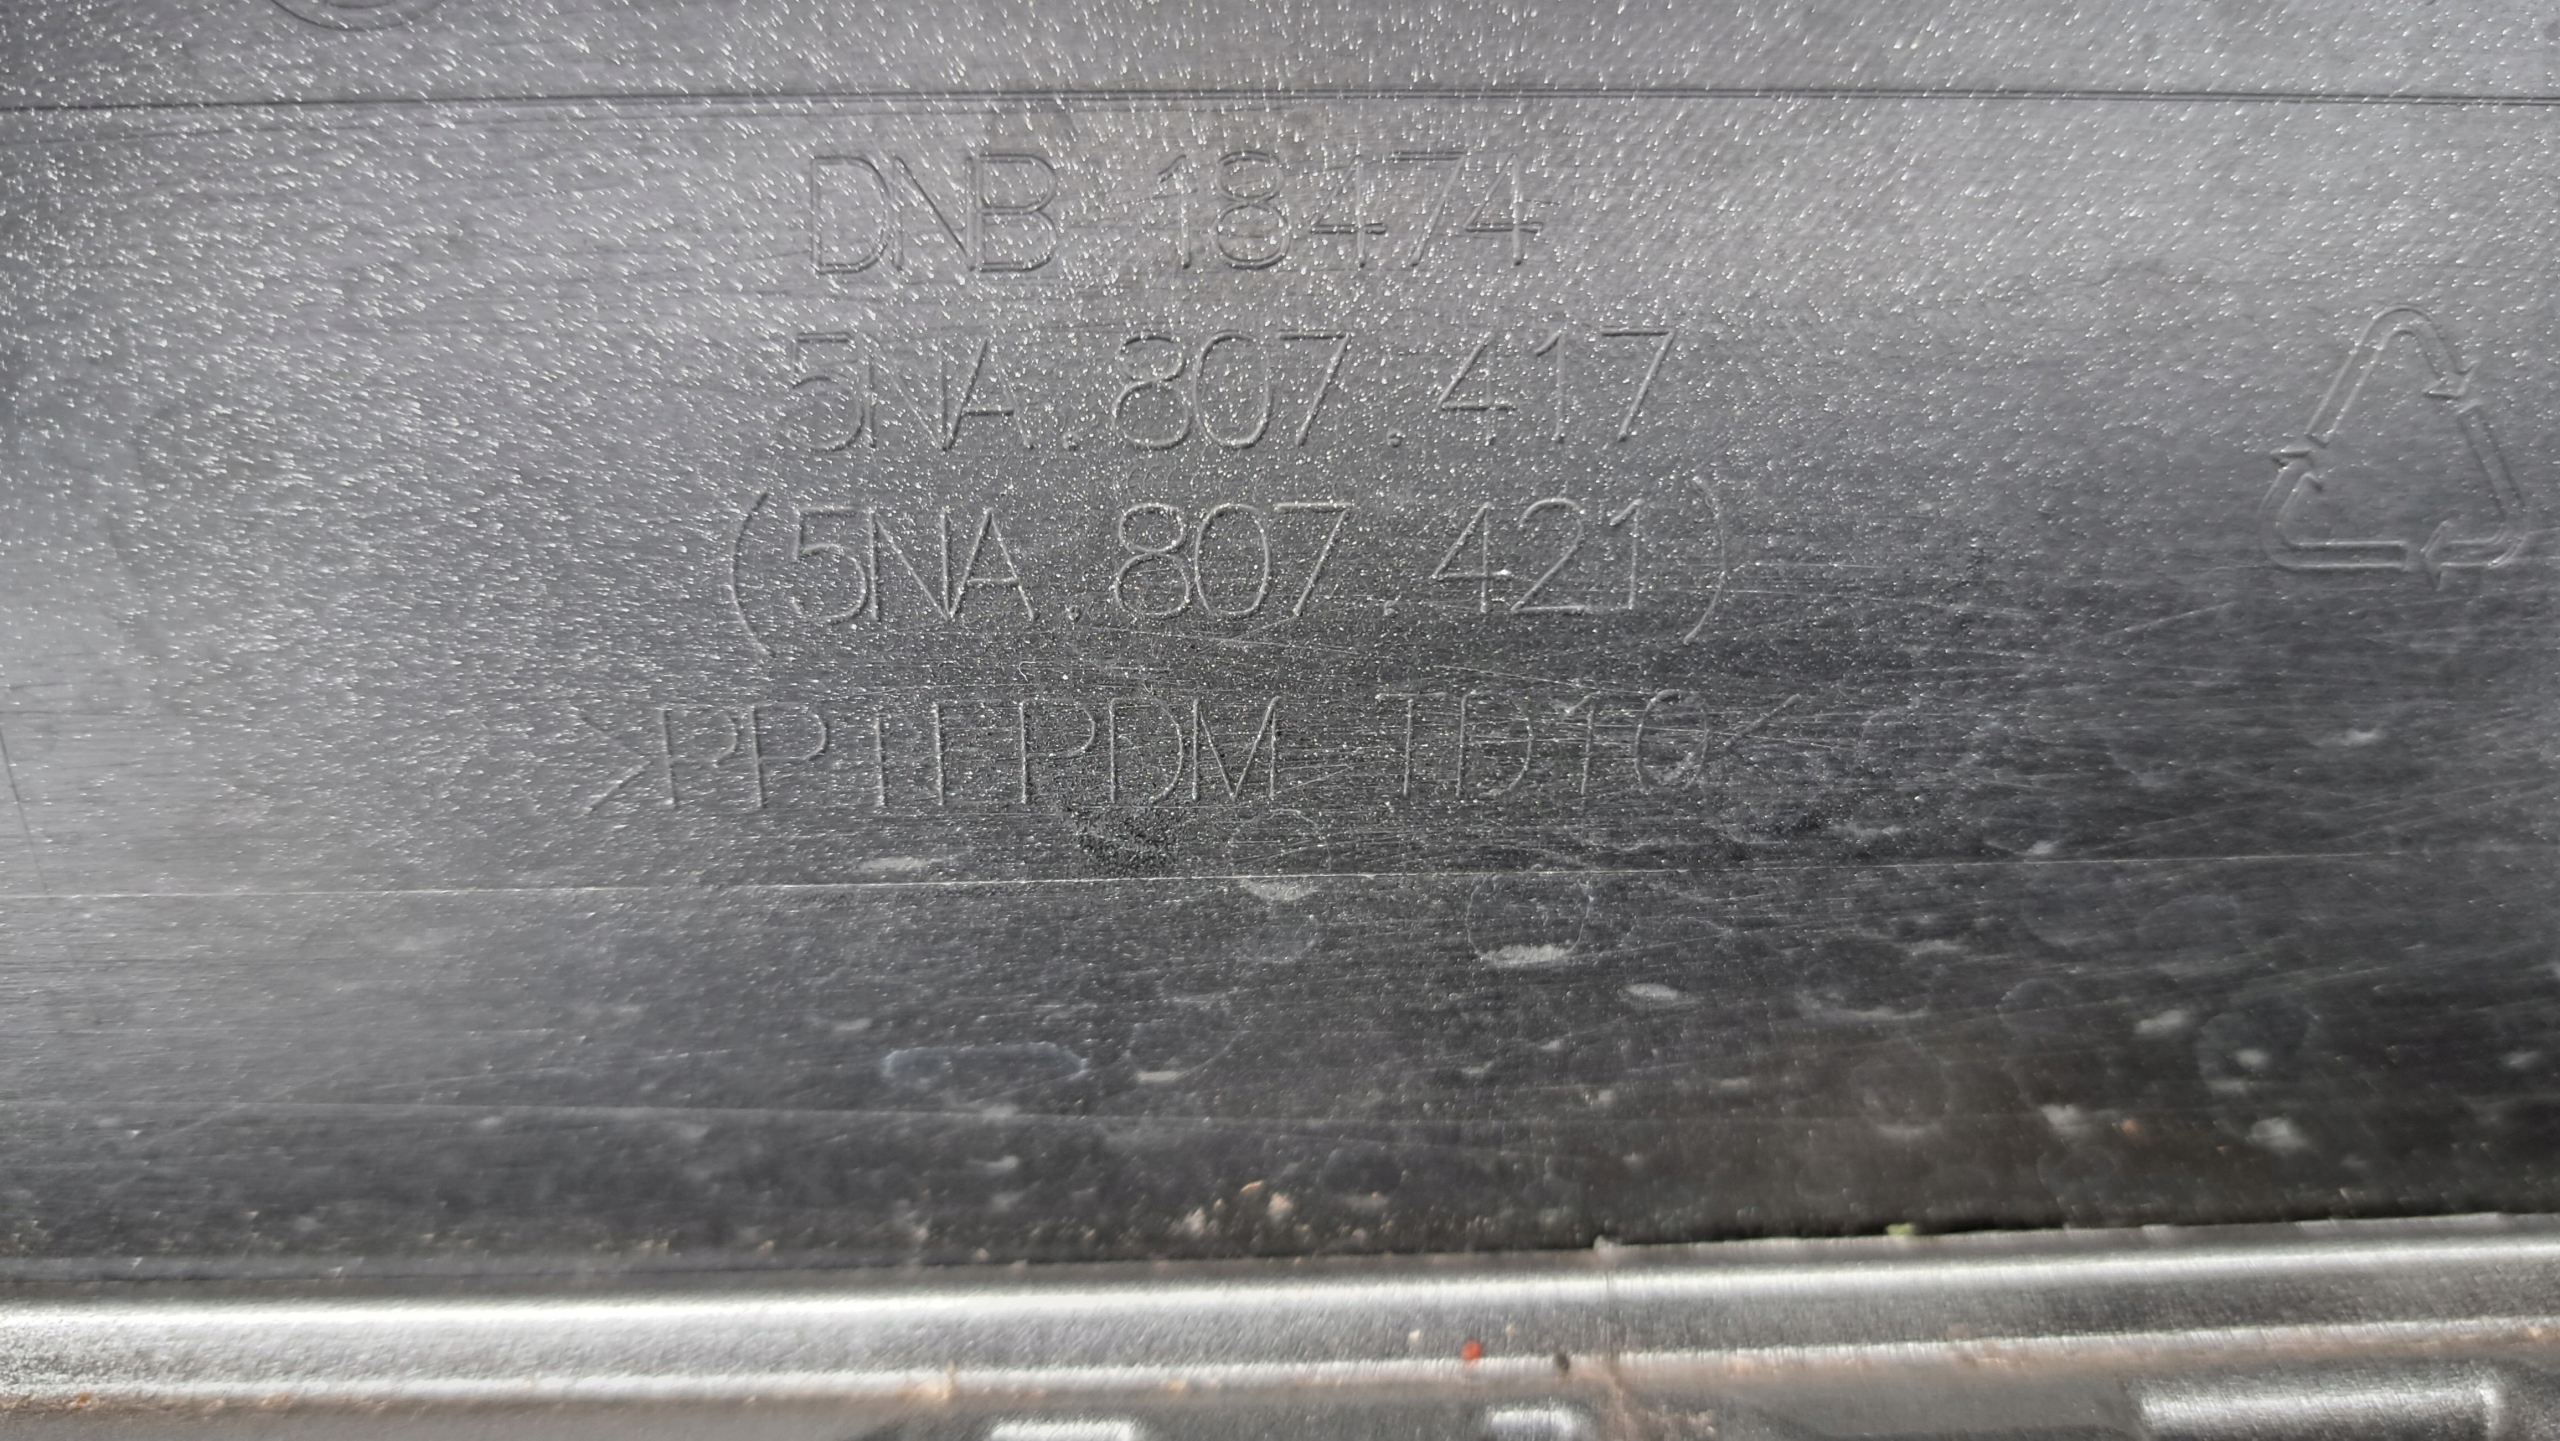 DNB 18474
5NA.807.417
(5NA.807.421)
>PP+EPDM TD10<